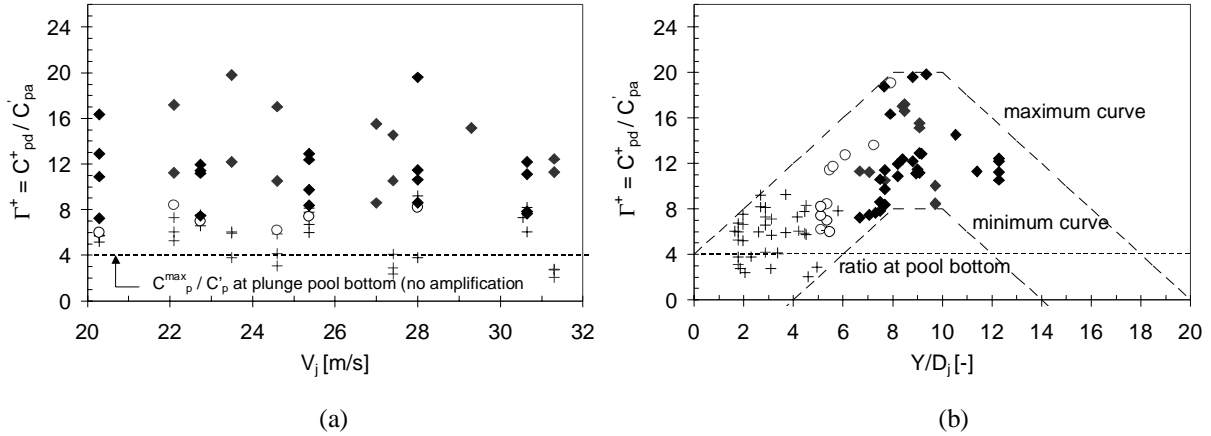 24
20
16
12
8
4
0
Γ⁺ = C⁺pd / C'pa
C^max_p / C'p at plunge pool bottom (no amplification
20 22 24 26 28 30 32
Vj [m/s]
(a)
24
20
16
12
8
4
0
Γ⁺ = C⁺pd / C'pa
maximum curve
minimum curve
ratio at pool bottom
0 2 4 6 8 10 12 14 16 18 20
Y/Dj [-]
(b)